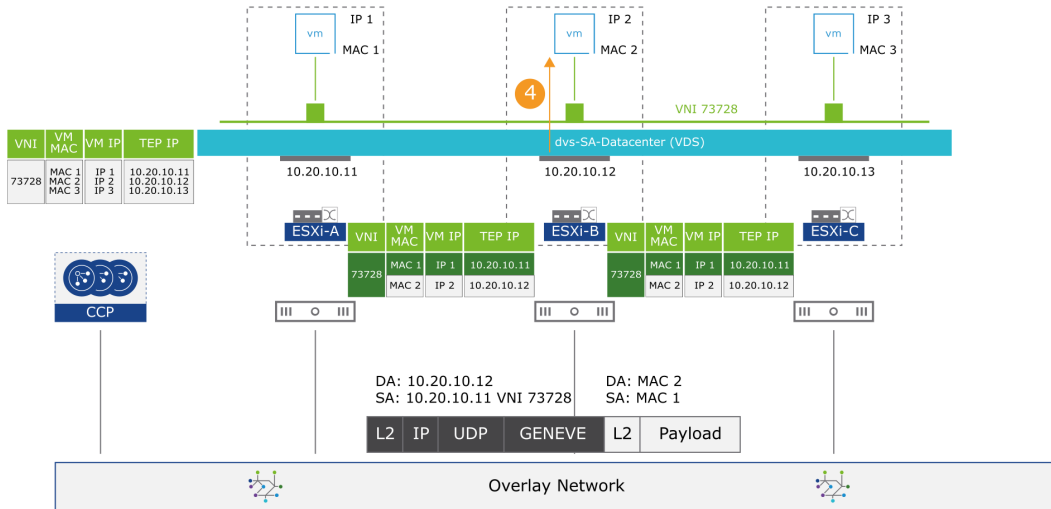 IP 1
vm
MAC 1
IP 2
vm
MAC 2
IP 3
vm
MAC 3
4
VNI 73728
dvs-SA-Datacenter (VDS)
VNI VM MAC VM IP TEP IP
73728 MAC 1 IP 1 10.20.10.11
MAC 2 IP 2 10.20.10.12
MAC 3 IP 3 10.20.10.13
10.20.10.11
10.20.10.12
10.20.10.13
ESXi-A
ESXi-B
ESXi-C
VNI VM MAC VM IP TEP IP
73728 MAC 1 IP 1 10.20.10.11
MAC 2 IP 2 10.20.10.12
VNI VM MAC VM IP TEP IP
73728 MAC 1 IP 1 10.20.10.11
MAC 2 IP 2 10.20.10.12
CCP
DA: 10.20.10.12
SA: 10.20.10.11 VNI 73728
DA: MAC 2
SA: MAC 1
L2 IP UDP GENEVE L2 Payload
Overlay Network